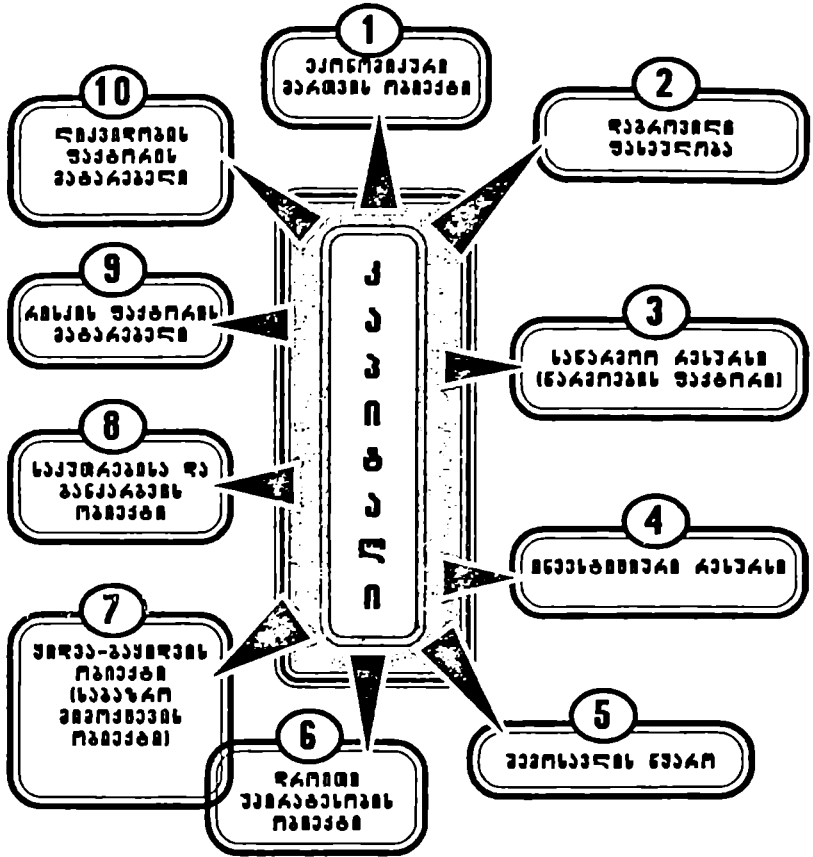 1
ეკონომიკური
მართვის ობიექტი
2
დაგროვილი
ფასეულობა
3
საწარმოო რესურსი
(წარმოების ფაქტორი)
4
ინვესტიციური რესურსი
5
შემოსავლის წყარო
6
დროითი
უპირატესობის
ობიექტი
7
ყიდვა-გაყიდვის
ობიექტი
(საბაზრო
მიმოქცევის
ობიექტი)
8
საკუთრებისა და
განკარგვის
ობიექტი
9
რისკის ფაქტორის
მატარებელი
10
ლიკვიდობის
ფაქტორის
მატარებელი
კაპიტალი